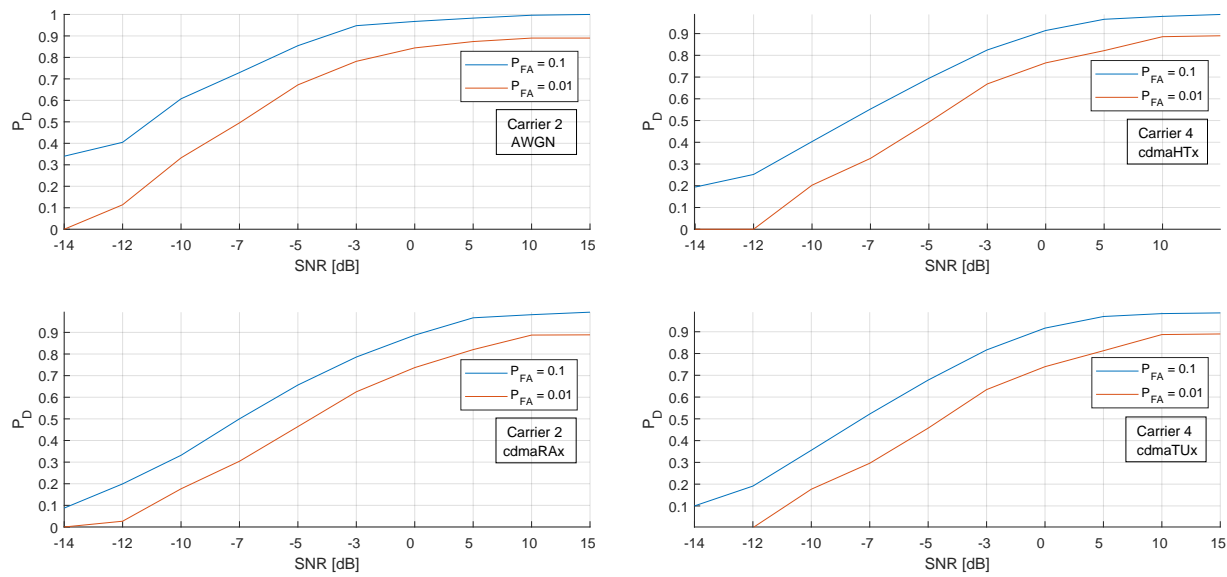 1
0.9
0.8
0.7
0.6
0.5
0.4
0.3
0.2
0.1
0
P_D
-14 -12 -10 -7 -5 -3 0 5 10 15
SNR [dB]
P_FA = 0.1
P_FA = 0.01
Carrier 2
AWGN
0.9
0.8
0.7
0.6
0.5
0.4
0.3
0.2
0.1
0
P_D
-14 -12 -10 -7 -5 -3 0 5 10
SNR [dB]
P_FA = 0.1
P_FA = 0.01
Carrier 4
cdmaHTx
0.9
0.8
0.7
0.6
0.5
0.4
0.3
0.2
0.1
0
P_D
-14 -12 -10 -7 -5 -3 0 5 10 15
SNR [dB]
P_FA = 0.1
P_FA = 0.01
Carrier 2
cdmaRAx
0.9
0.8
0.7
0.6
0.5
0.4
0.3
0.2
0.1
0
P_D
-14 -12 -10 -7 -5 -3 0 5 10 15
SNR [dB]
P_FA = 0.1
P_FA = 0.01
Carrier 4
cdmaTUx